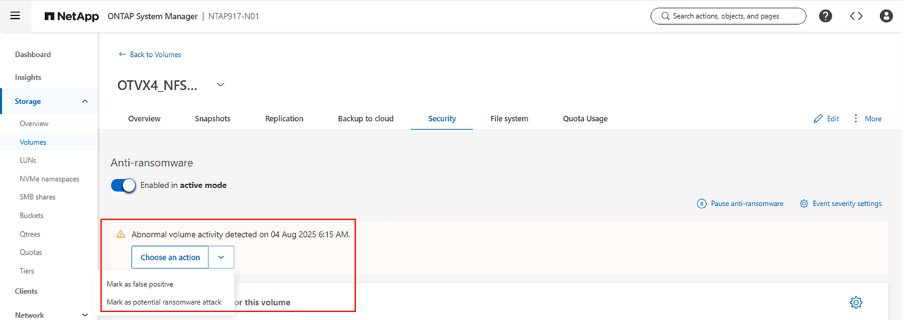 NetApp ONTAP System Manager | NTAP917-N01
Search actions, objects, and pages
Dashboard
Insights
Storage
Overview
Volumes
LUNs
NVMe namespaces
SMB shares
Buckets
Qtrees
Quotas
Tiers
Clients
Network
Back to Volumes
OTVX4_NFS...
Overview Snapshots Replication Backup to cloud Security File system Quota Usage
Edit More
Anti-ransomware
Enabled in active mode
Pause anti-ransomware Event severity settings
Abnormal volume activity detected on 04 Aug 2025 6:15 AM.
Choose an action
Mark as false positive
Mark as potential ransomware attack
for this volume